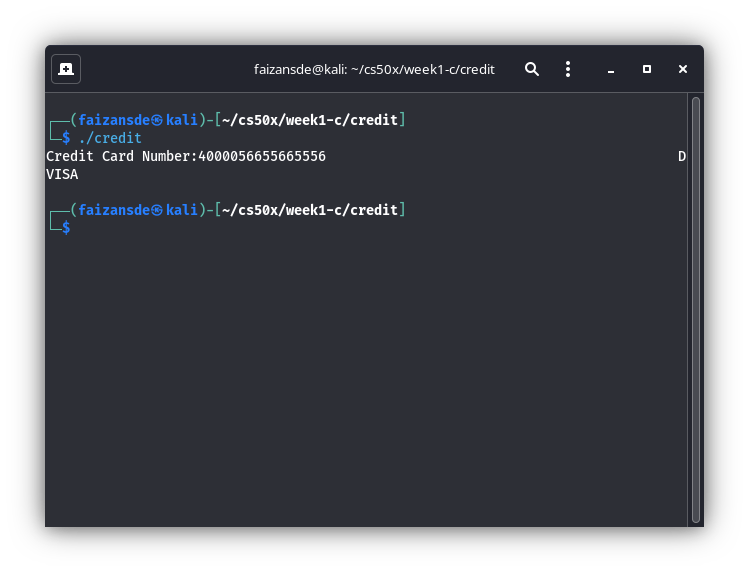 faizansde@kali: ~/cs50x/week1-c/credit
┌──(faizansde㉿kali)-[~/cs50x/week1-c/credit]
└─$ ./credit
Credit Card Number:4000056655665556 D
VISA
┌──(faizansde㉿kali)-[~/cs50x/week1-c/credit]
└─$